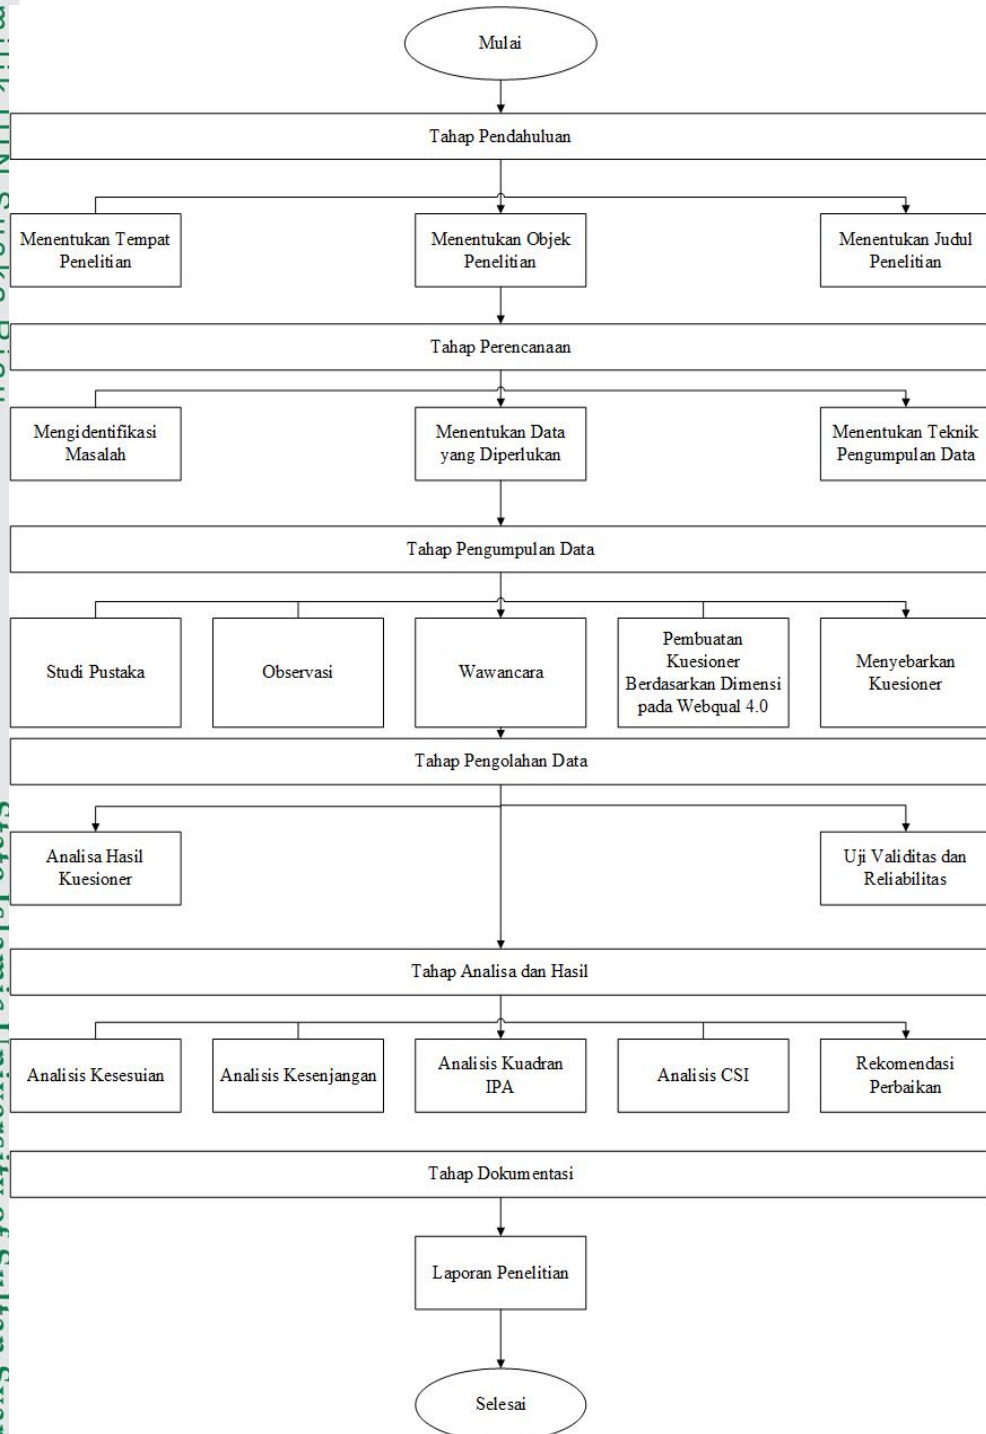 Mulai
Tahap Pendahuluan
Menentukan Tempat
Penelitian
Menentukan Objek
Penelitian
Menentukan Judul
Penelitian
Tahap Perencanaan
Mengidentifikasi
Masalah
Menentukan Data
yang Diperlukan
Menentukan Teknik
Pengumpulan Data
Tahap Pengumpulan Data
Studi Pustaka
Observasi
Wawancara
Pembuatan
Kuesioner
Berdasarkan Dimensi
pada Webqual 4.0
Menyebarkan
Kuesioner
Tahap Pengolahan Data
Analisa Hasil
Kuesioner
Uji Validitas dan
Reliabilitas
Tahap Analisa dan Hasil
Analisis Kesesuian
Analisis Kesenjangan
Analisis Kuadran
IPA
Analisis CSI
Rekomendasi
Perbaikan
Tahap Dokumentasi
Laporan Penelitian
Selesai